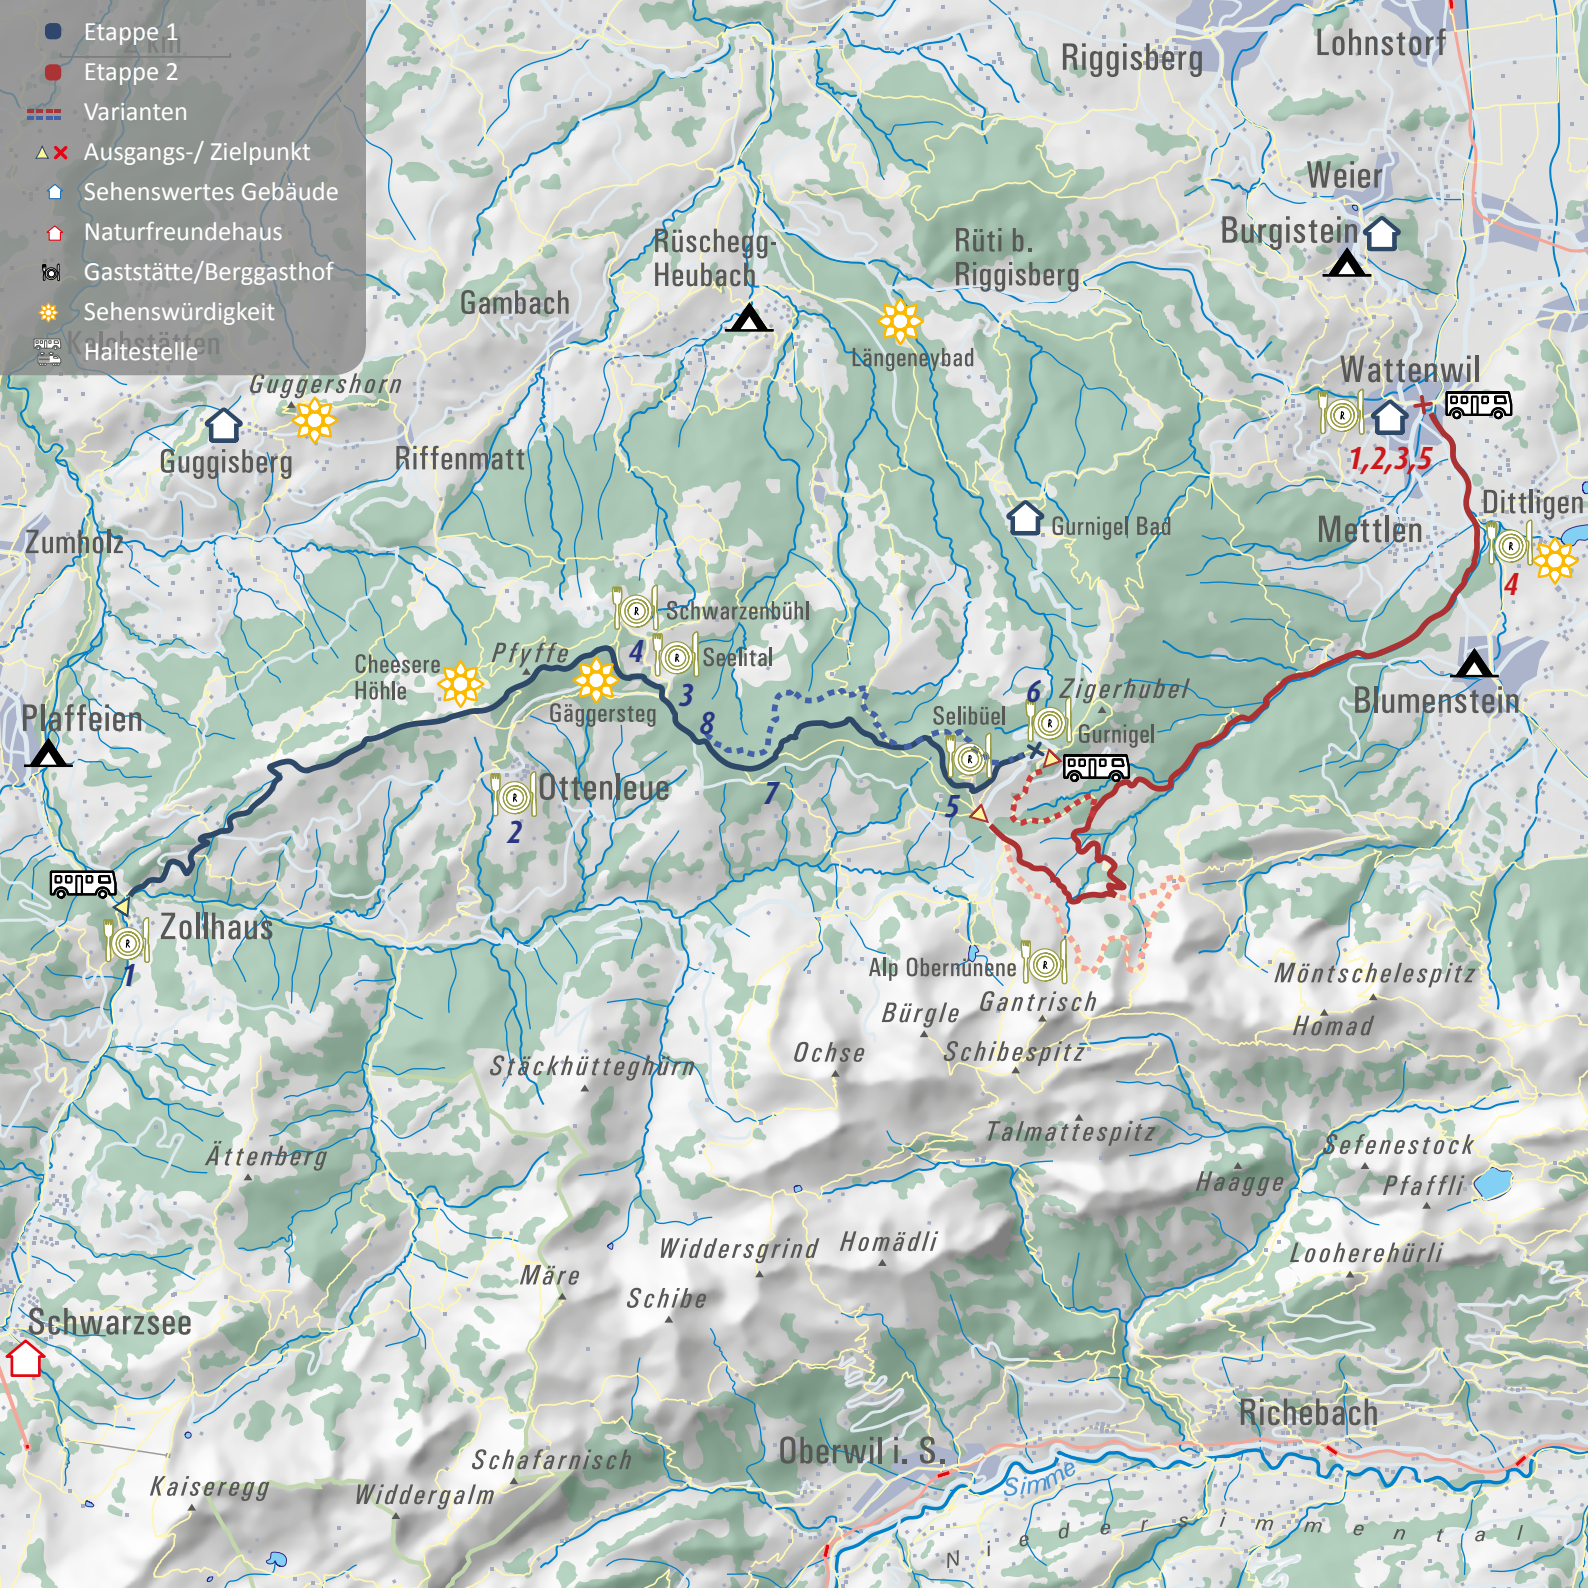 Etappe 1
2 km
Etappe 2
Varianten
Ausgangs-/ Zielpunkt
Sehenswertes Gebäude
Naturfreundehaus
Gaststätte/Berggasthof
Sehenswürdigkeit
Haltestelle
Riggisberg
Lohnstorf
Weier
Burgistein
Rüschegg-
Heubach
Rüti b.
Riggisberg
Gambach
Längeneybad
Wattenwil
R
1,2,3,5
Guggershorn
Guggisberg
Riffenmatt
Dittligen
R
4
Mettlen
Gurnigel Bad
Zumholz
R
Schwarzenbühl
4
R
Seelital
3
Pfyffe
Cheesere
Höhle
Gäggersteg
8
6
Zigerhubel
R
Gurnigel
Selibüel
R
5
Plaffeien
Blumenstein
Ottenleue
R
2
7
Zollhaus
R
1
Alp Obernünene
R
Gantrisch
Bürgle
Möntschelespitz
Homad
Ochse
Schibespitz
Stäckhütteghürn
Talmattespitz
Sefenestock
Haagge
Pfaffli
Ättenberg
Widdersgrind
Homädli
Looherehürli
Märe
Schibe
Schwarzsee
Richebach
Oberwil i. S.
Schafarnisch
Simme
Kaiseregg
Widdergalm
Niedersimmental